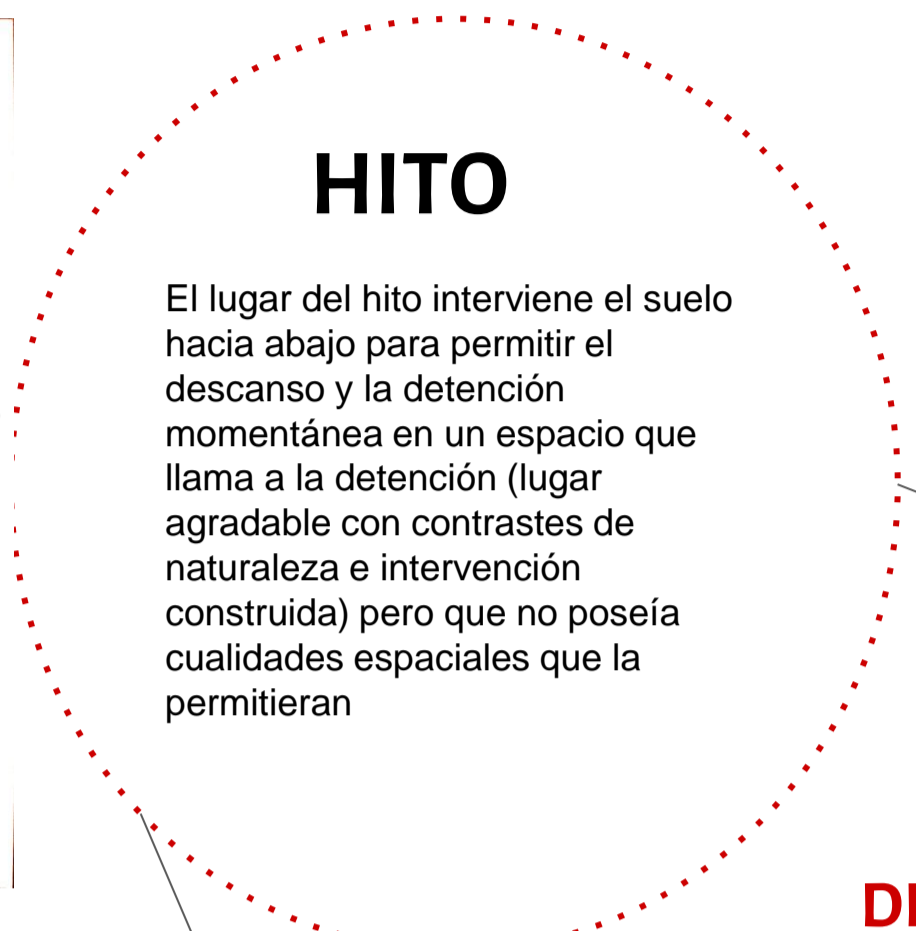 HITO
El lugar del hito interviene el suelo
hacia abajo para permitir el
descanso y la detención
momentánea en un espacio que
llama a la detención (lugar
agradable con contrastes de
naturaleza e intervención
construida) pero que no poseía
cualidades espaciales que la
permitieran